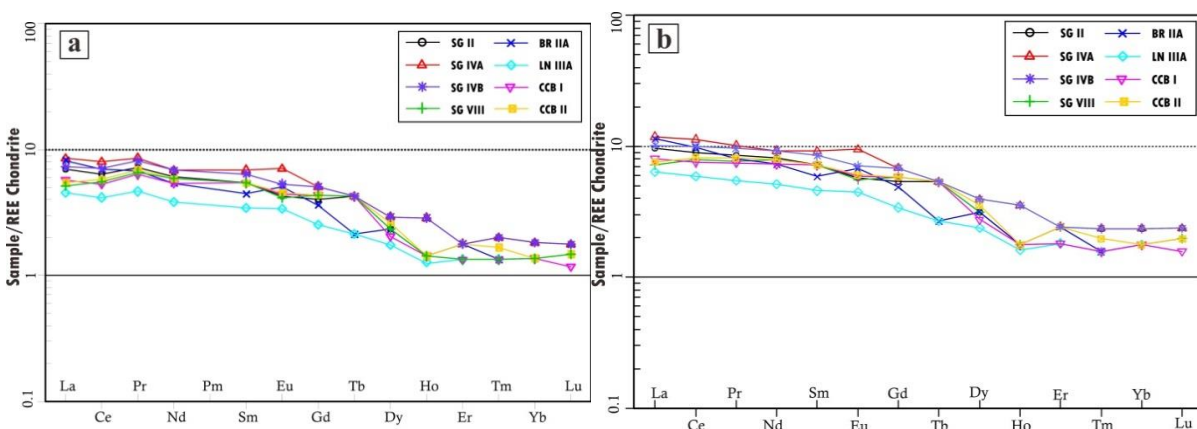 a
Sample/REE Chondrite
100
10
1
0.1
SG II
SG IVA
SG IVB
SG VIII
BR IIA
LN IIIA
CCB I
CCB II
La Pr Pm Eu Tb Ho Tm Lu
Ce Nd Sm Gd Dy Er Yb
b
Sample/REE Chondrite
100
10
1
0.1
SG II
SG IVA
SG IVB
SG VIII
BR IIA
LN IIIA
CCB I
CCB II
La Pr Sm Gd Dy Er Yb
Ce Nd Eu Tb Ho Tm Lu